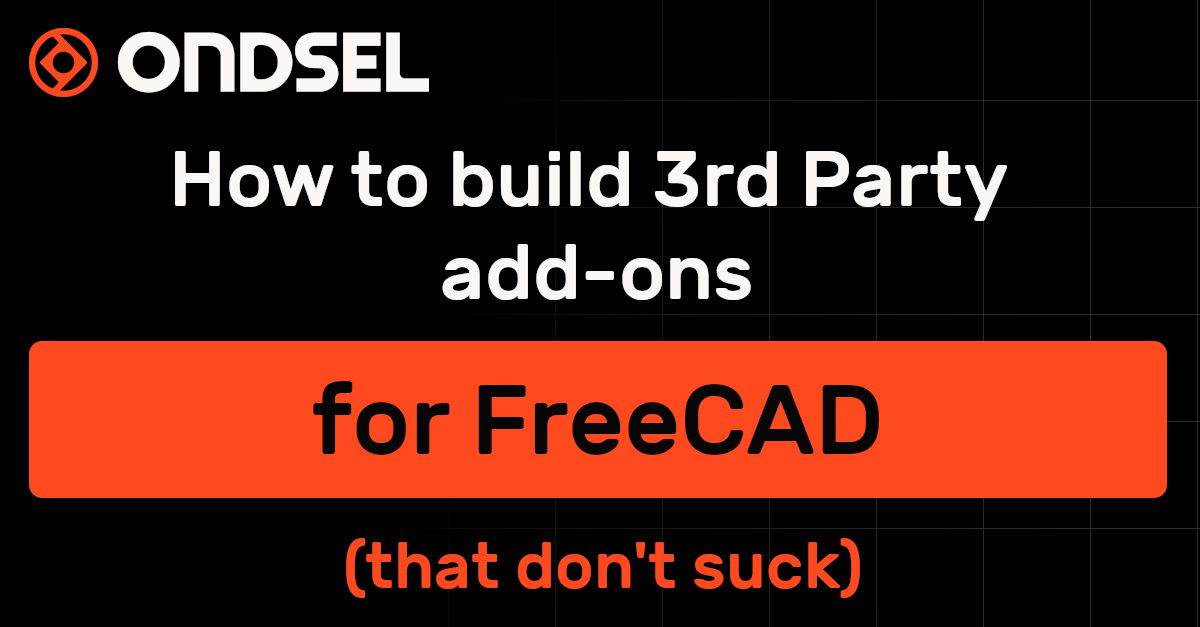 ONDSEL
How to build 3rd Party
add-ons
for FreeCAD
(that don't suck)